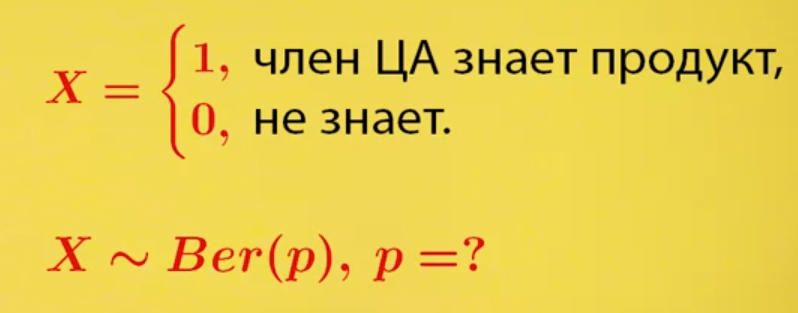 X = { 1, член ЦА знает продукт,
0, не знает.
X ~ Ber(p), p =?